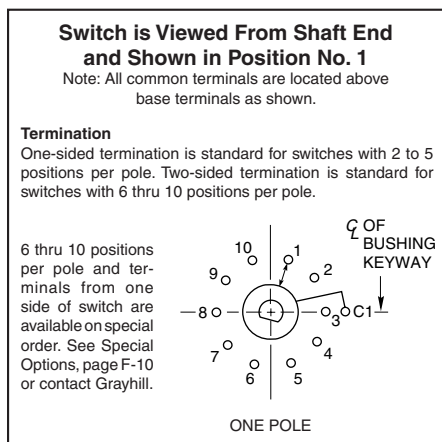 Switch is Viewed From Shaft End
and Shown in Position No. 1
Note: All common terminals are located above
base terminals as shown.
Termination
One-sided termination is standard for switches with 2 to 5
positions per pole. Two-sided termination is standard for
switches with 6 thru 10 positions per pole.
6 thru 10 positions
per pole and ter-
minals from one
side of switch are
available on special
order. See Special
Options, page F-10
or contact Grayhill.
℄ OF
BUSHING
KEYWAY
10 1
9 2
8 3 C1
7 4
6 5
ONE POLE